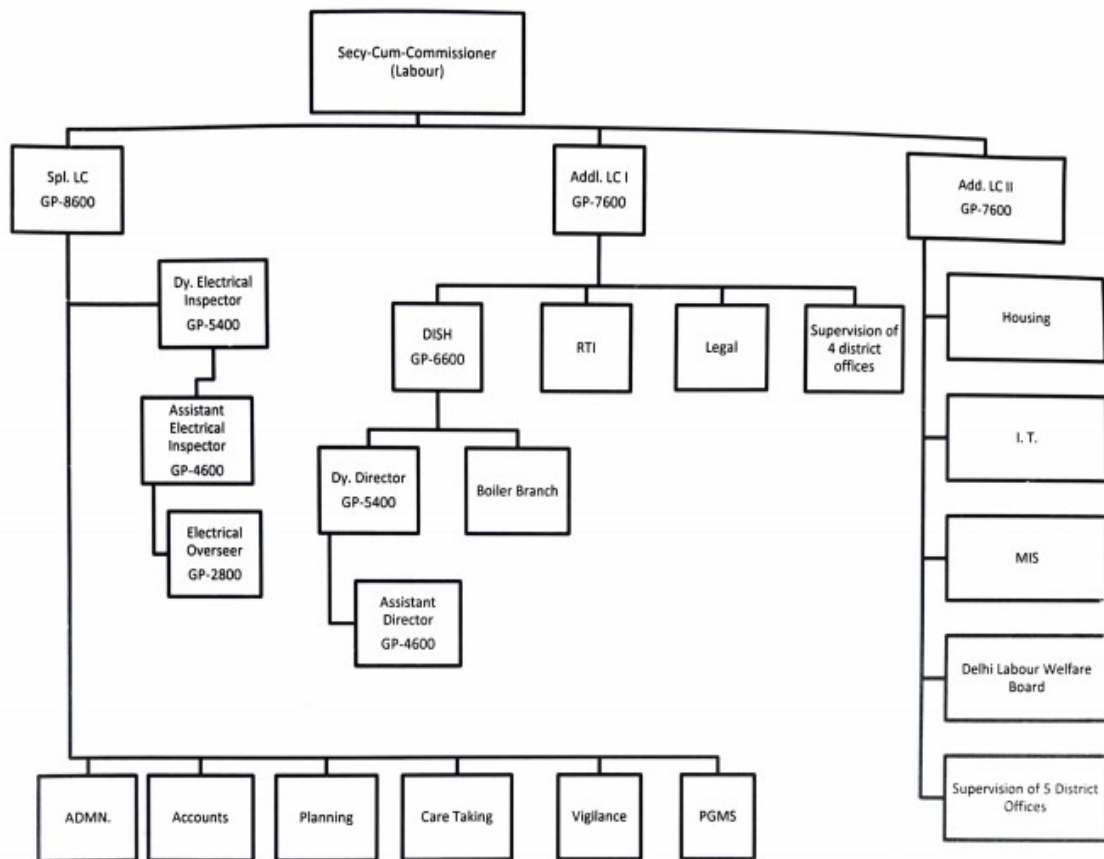 Secy-Cum-Commissioner
(Labour)
Spl. LC
GP-8600
Addl. LC I
GP-7600
Add. LC II
GP-7600
Dy. Electrical
Inspector
GP-5400
Assistant
Electrical
Inspector
GP-4600
Electrical
Overseer
GP-2800
DISH
GP-6600
RTI
Legal
Supervision of
4 district
offices
Dy. Director
GP-5400
Boiler Branch
Assistant
Director
GP-4600
Housing
I. T.
MIS
Delhi Labour Welfare
Board
Supervision of 5 District
Offices
ADMN.
Accounts
Planning
Care Taking
Vigilance
PGMS